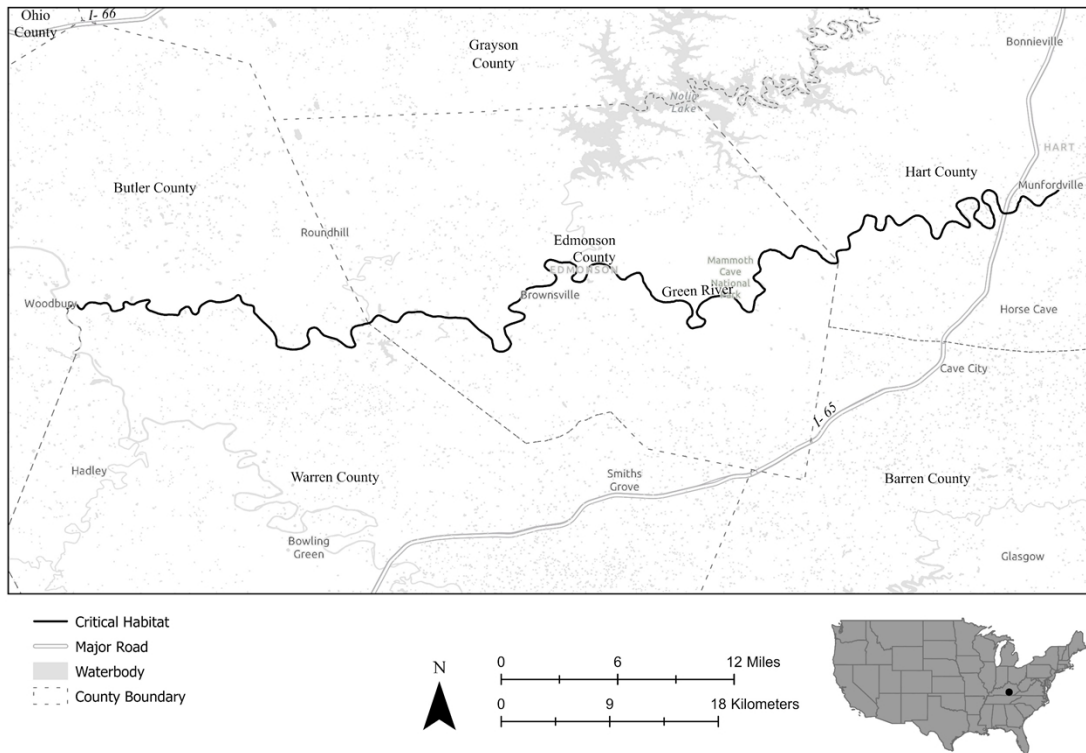 Ohio
County
I- 66
Grayson
County
Bonnieville
Nolin
Lake
HART
Hart County
Munfordville
Butler County
Roundhill
Edmonson
County
EDMONSON
Mammoth
Cave
National
Park
Green River
Brownsville
Woodbury
Horse Cave
Cave City
I- 65
Hadley
Warren County
Smiths
Grove
Barren County
Bowling
Green
Glasgow
Critical Habitat
Major Road
Waterbody
County Boundary
N
0 6 12 Miles
0 9 18 Kilometers